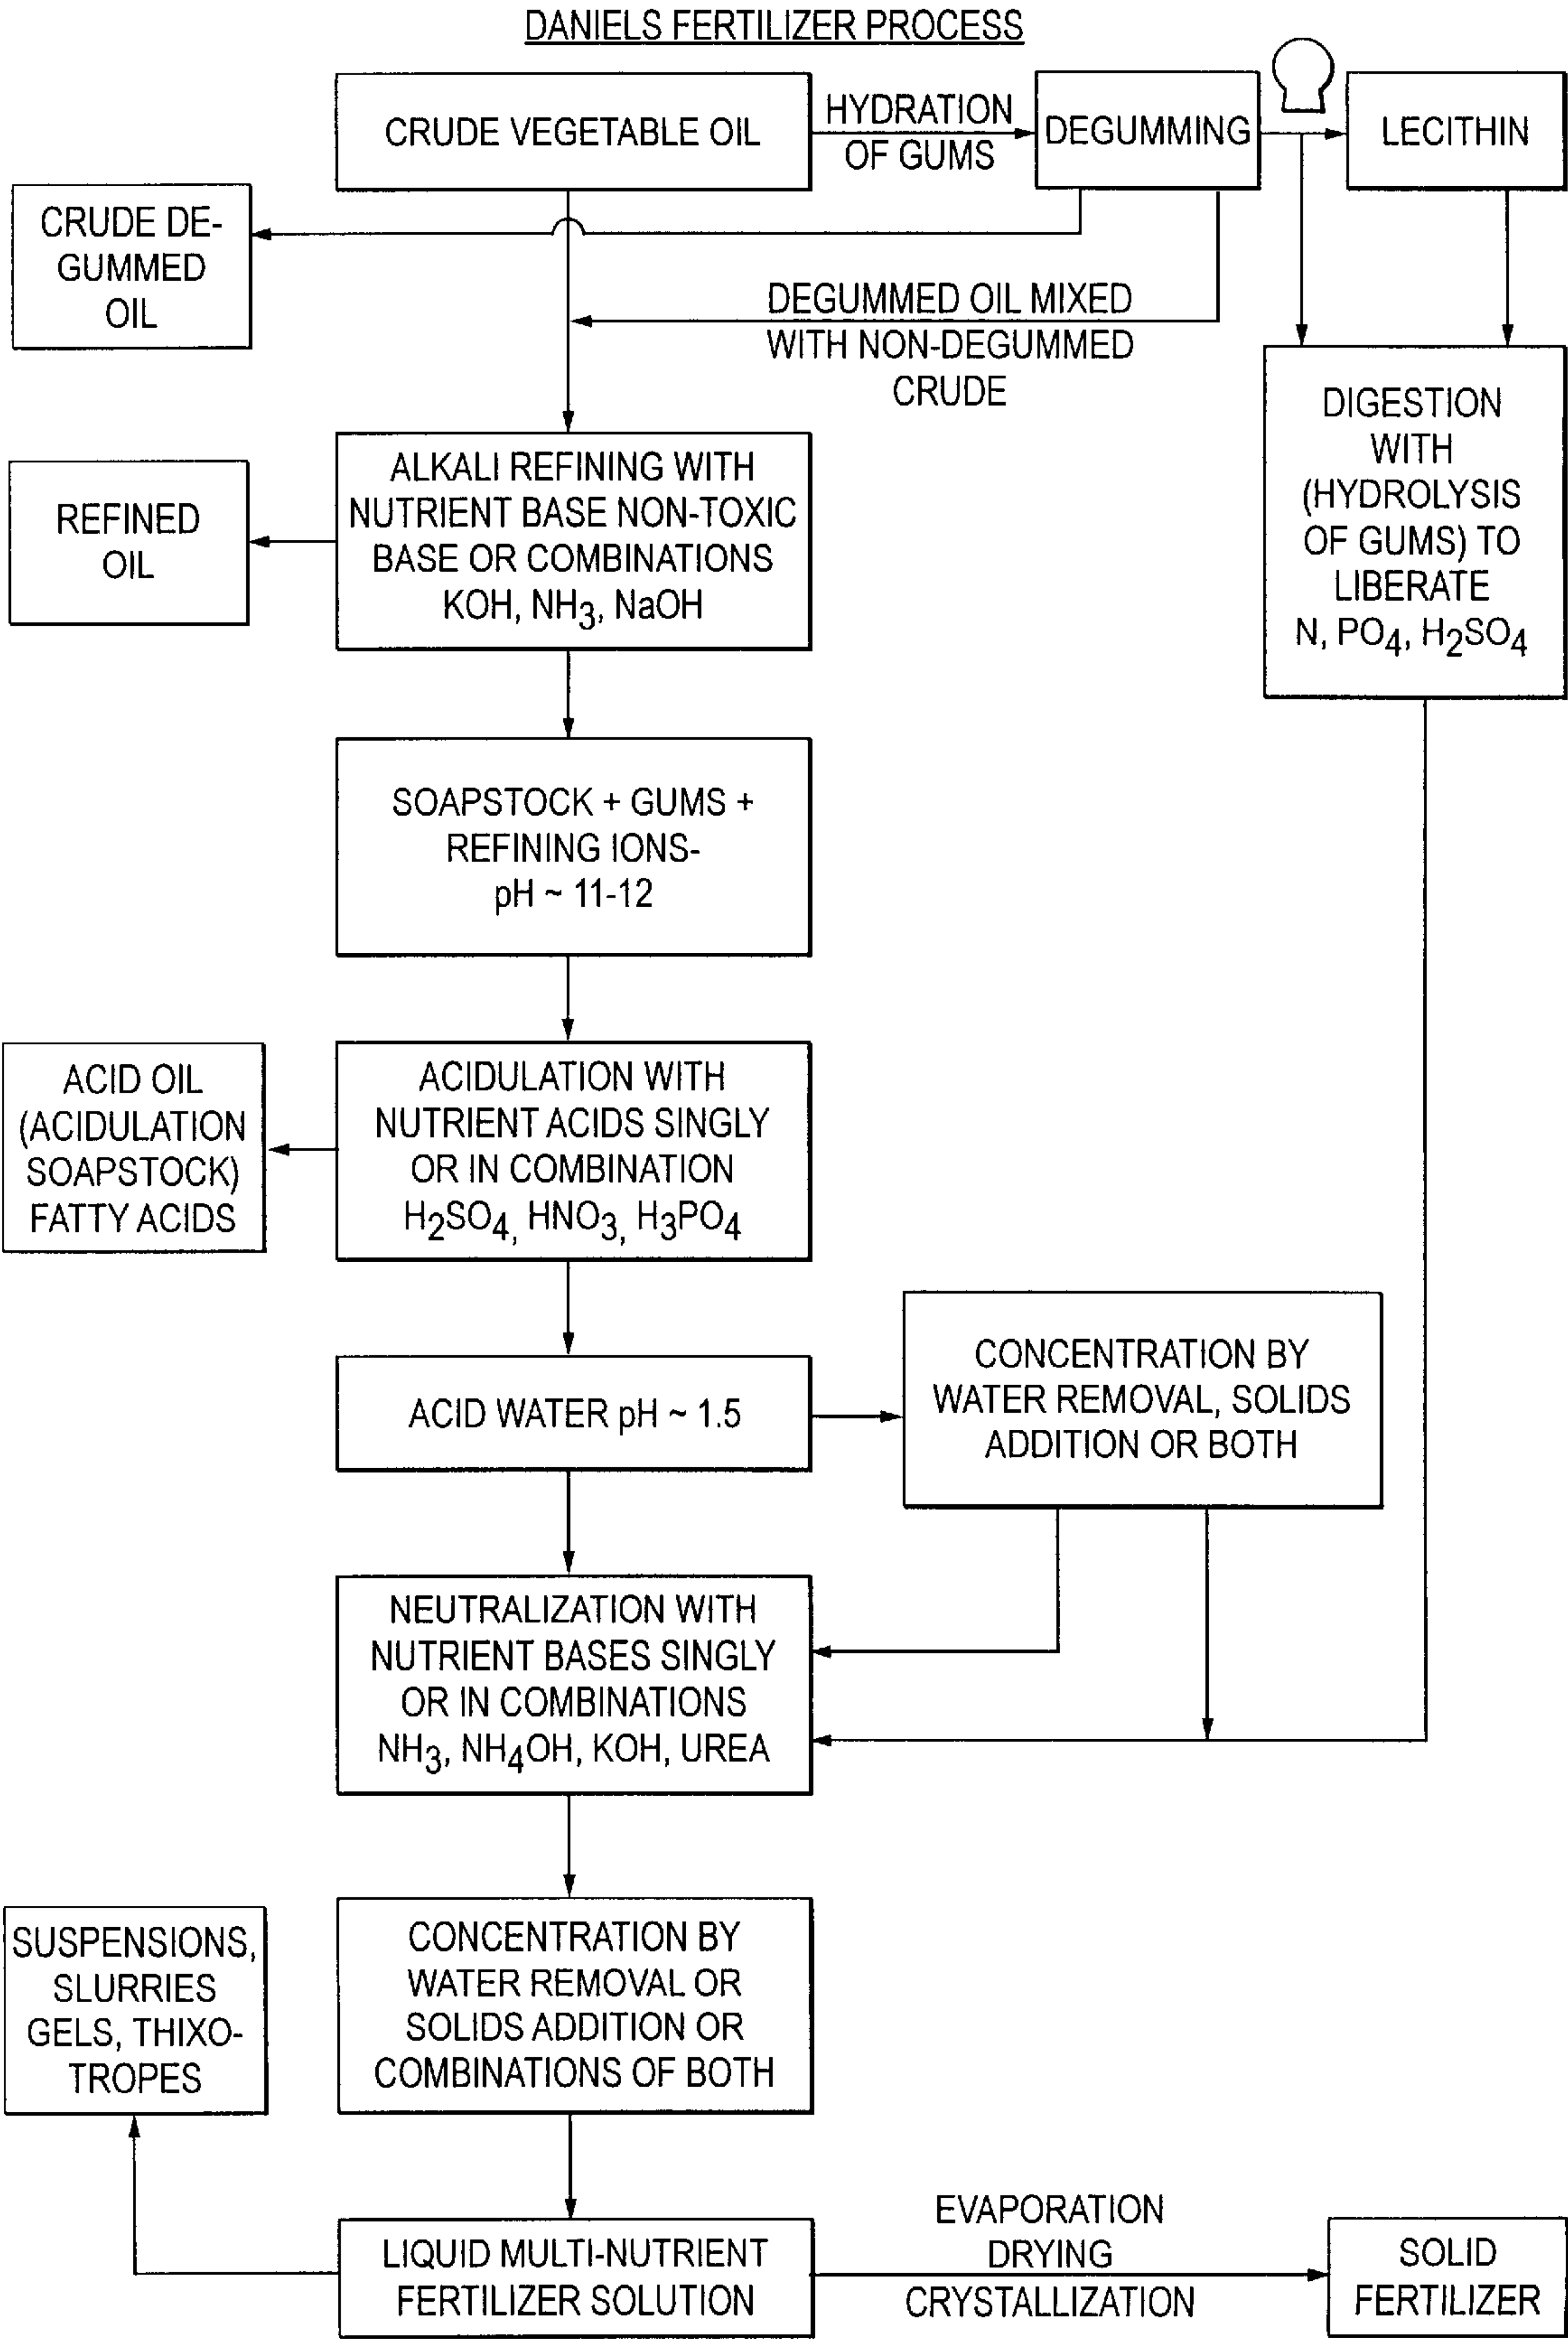 DANIELS FERTILIZER PROCESS
CRUDE VEGETABLE OIL
HYDRATION
OF GUMS
DEGUMMING
LECITHIN
CRUDE DE-
GUMMED
OIL
DEGUMMED OIL MIXED
WITH NON-DEGUMMED
CRUDE
DIGESTION
WITH
(HYDROLYSIS
OF GUMS) TO
LIBERATE
N, PO4, H2SO4
ALKALI REFINING WITH
NUTRIENT BASE NON-TOXIC
BASE OR COMBINATIONS
KOH, NH3, NaOH
REFINED
OIL
SOAPSTOCK + GUMS +
REFINING IONS-
pH ~ 11-12
ACIDULATION WITH
NUTRIENT ACIDS SINGLY
OR IN COMBINATION
H2SO4, HNO3, H3PO4
ACID OIL
(ACIDULATION
SOAPSTOCK)
FATTY ACIDS
ACID WATER pH ~ 1.5
CONCENTRATION BY
WATER REMOVAL, SOLIDS
ADDITION OR BOTH
NEUTRALIZATION WITH
NUTRIENT BASES SINGLY
OR IN COMBINATIONS
NH3, NH4OH, KOH, UREA
CONCENTRATION BY
WATER REMOVAL OR
SOLIDS ADDITION OR
COMBINATIONS OF BOTH
SUSPENSIONS,
SLURRIES
GELS, THIXO-
TROPES
LIQUID MULTI-NUTRIENT
FERTILIZER SOLUTION
EVAPORATION
DRYING
CRYSTALLIZATION
SOLID
FERTILIZER